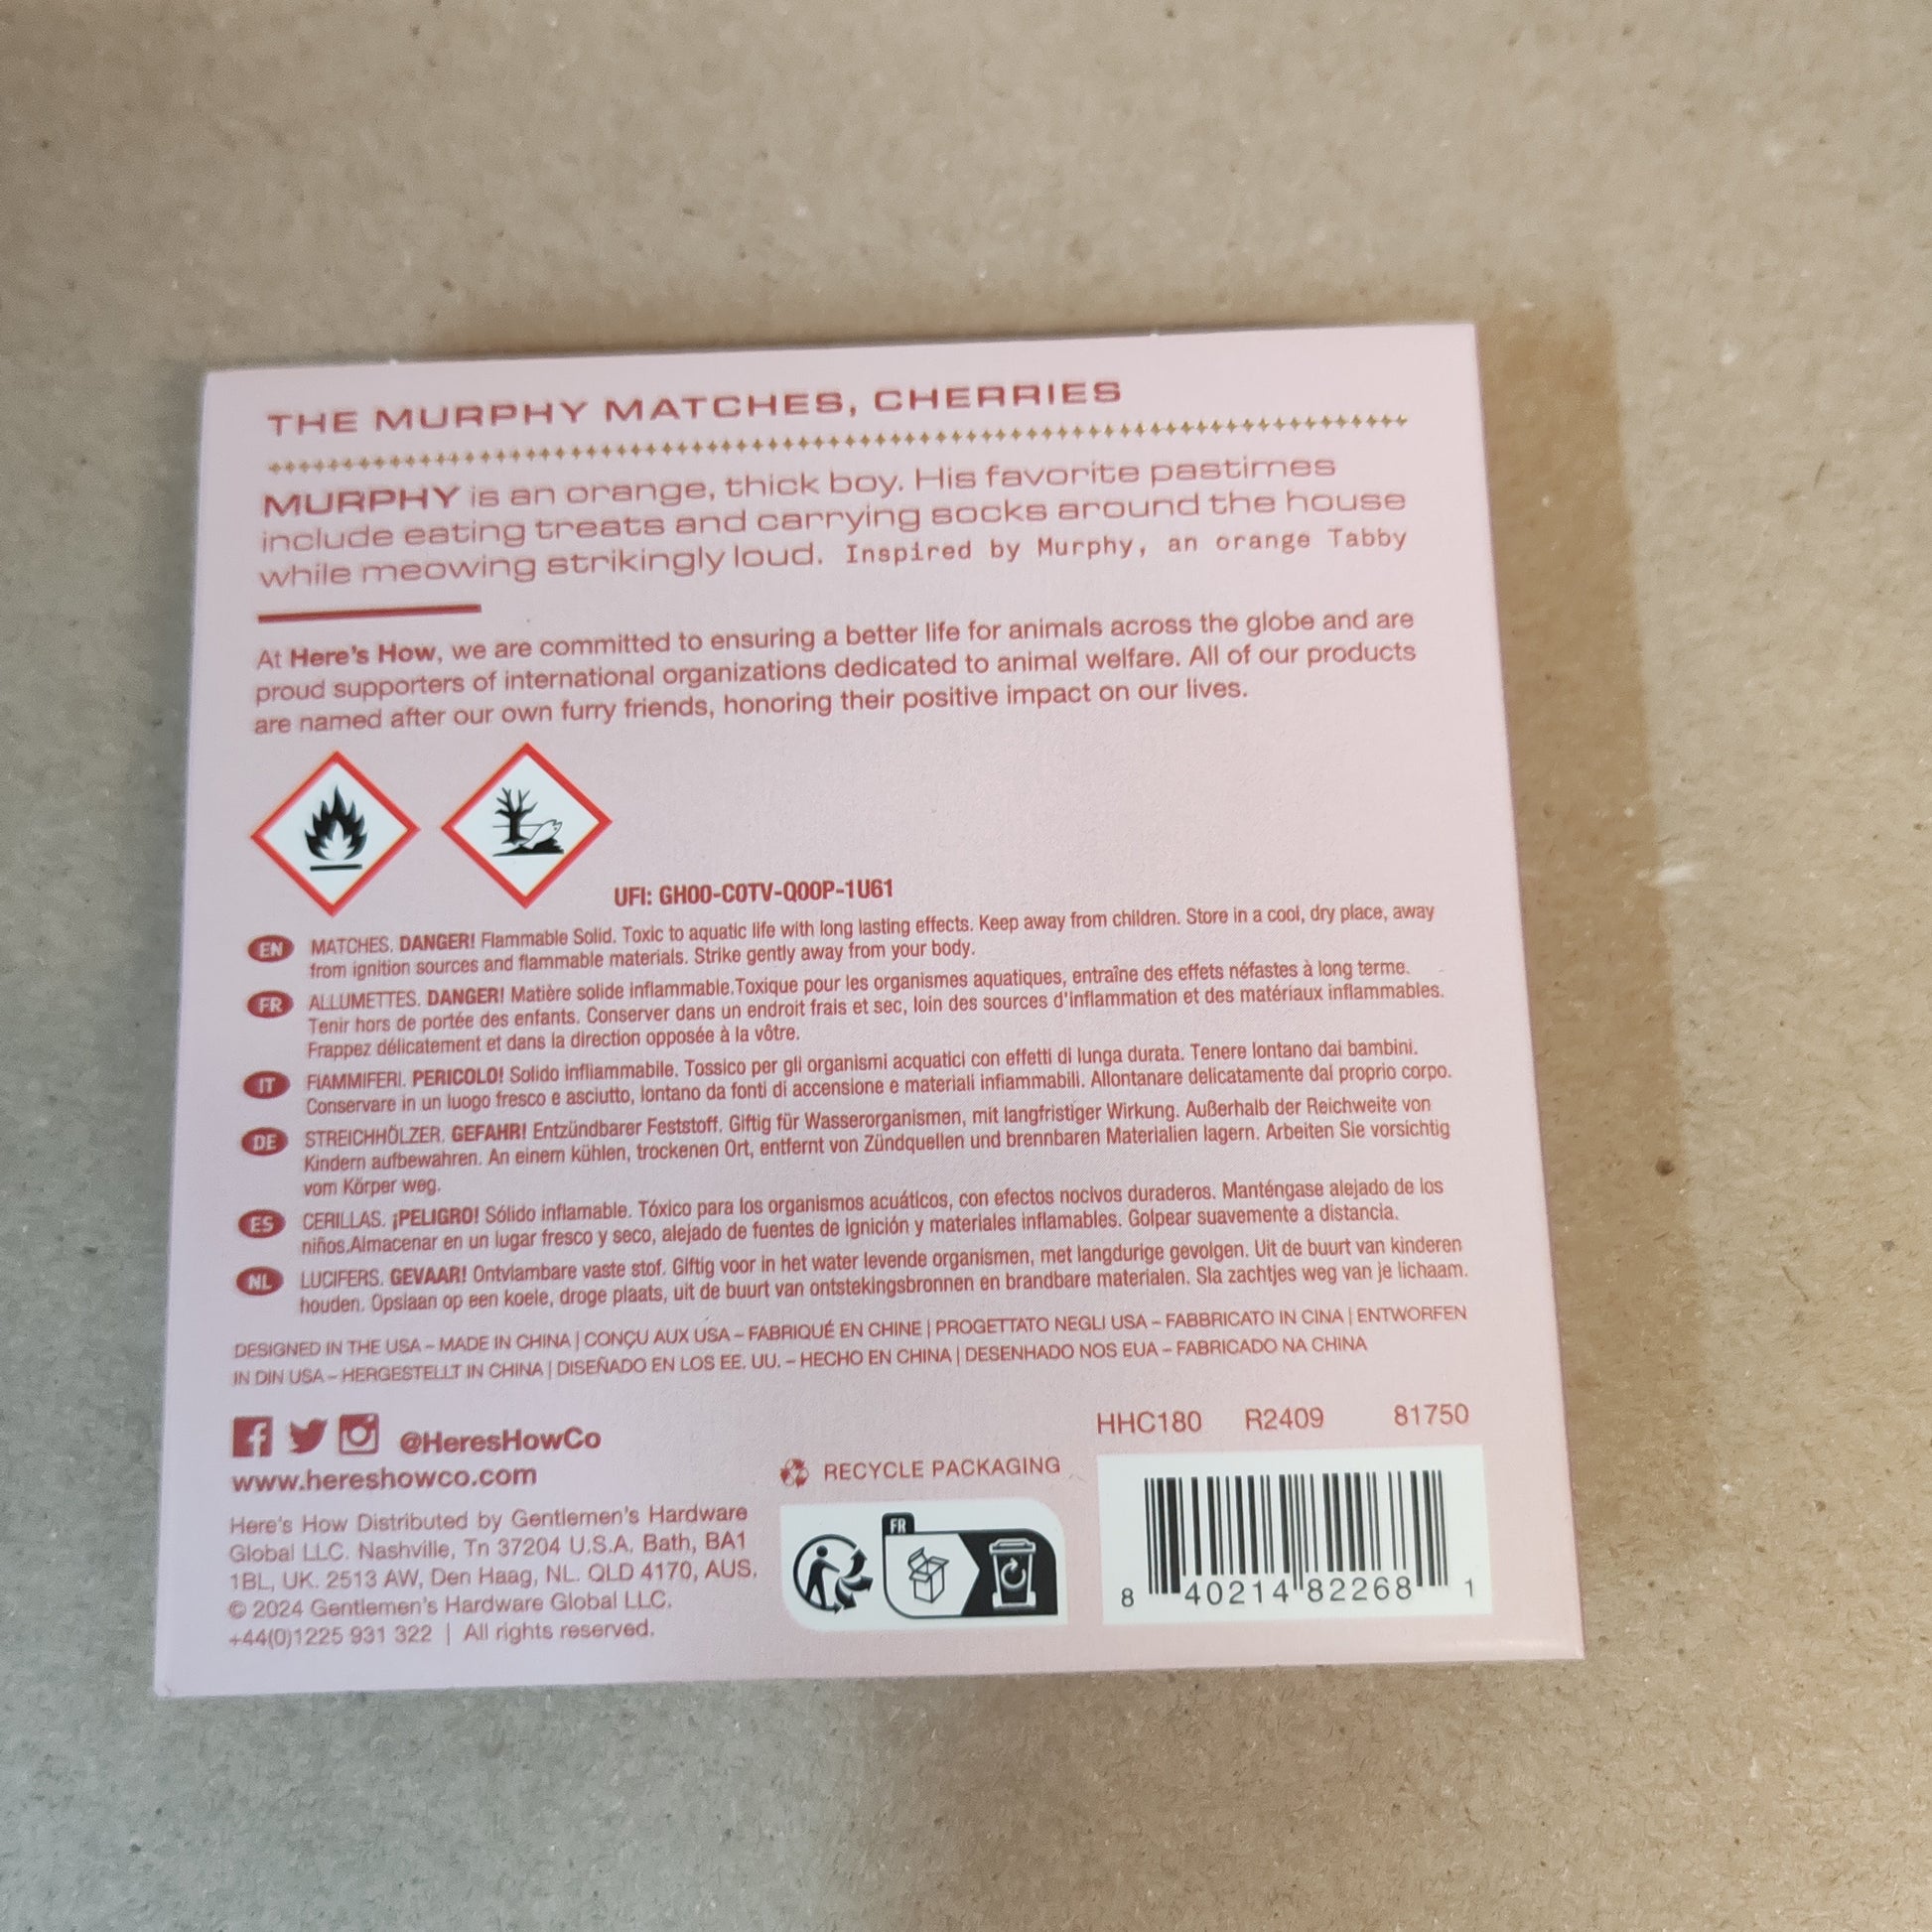 THE MURPHY MATCHES, CHERRIES
MURPHY is an orange, thick boy. His favorite pastimes
include eating treats and carrying socks around the house
while meowing strikingly loud. Inspired by Murphy, an orange Tabby
At Here's How, we are committed to ensuring a better life for animals across the globe and are
proud supporters of international organizations dedicated to animal welfare. All of our products
are named after our own furry friends, honoring their positive impact on our lives.
UFI: GH00-C0TV-Q00P-1U61
EN MATCHES. DANGER! Flammable Solid. Toxic to aquatic life with long lasting effects. Keep away from children. Store in a cool, dry place, away
from ignition sources and flammable materials. Strike gently away from your body.
FR ALLUMETTES. DANGER! Matière solide inflammable.Toxique pour les organismes aquatiques, entraîne des effets néfastes à long terme.
Tenir hors de portée des enfants. Conserver dans un endroit frais et sec, loin des sources d'inflammation et des matériaux inflammables.
Frappez délicatement et dans la direction opposée à la vôtre.
IT FIAMMIFERI. PERICOLO! Solido infliammabile. Tossico per gli organismi acquatici con effetti di lunga durata. Tenere lontano dai bambini.
Conservare in un luogo fresco e asciutto, lontano da fonti di accensione e materiali infiammabili. Allontanare delicatamente dal proprio corpo.
DE STREICHHÖLZER. GEFAHR! Entzündbarer Feststoff. Giftig für Wasserorganismen, mit langfristiger Wirkung. Außerhalb der Reichweite von
Kindern aufbewahren. An einem kühlen, trockenen Ort, entfernt von Zündquellen und brennbaren Materialien lagern. Arbeiten Sie vorsichtig
vom Körper weg.
ES CERILLAS. ¡PELIGRO! Sólido inflamable. Tóxico para los organismos acuáticos, con efectos nocivos duraderos. Manténgase alejado de los
niños.Almacenar en un lugar fresco y seco, alejado de fuentes de ignición y materiales inflamables. Golpear suavemente a distancia.
NL LUCIFERS. GEVAAR! Ontvlambare vaste stof. Giftig voor in het water levende organismen, met langdurige gevolgen. Uit de buurt van kinderen
houden. Opslaan op een koele, droge plaats, uit de buurt van ontstekingsbronnen en brandbare materialen. Sla zachtjes weg van je lichaam.
DESIGNED IN THE USA – MADE IN CHINA | CONÇU AUX USA – FABRIQUÉ EN CHINE | PROGETTATO NEGLI USA – FABBRICATO IN CINA | ENTWORFEN
IN DIN USA – HERGESTELLT IN CHINA | DISEÑADO EN LOS EE. UU. – HECHO EN CHINA | DESENHADO NOS EUA – FABRICADO NA CHINA
@HeresHowCo
www.hereshowco.com
Here's How Distributed by Gentlemen's Hardware
Global LLC. Nashville, Tn 37204 U.S.A. Bath, BA1
1BL, UK. 2513 AW, Den Haag, NL. QLD 4170, AUS.
© 2024 Gentlemen's Hardware Global LLC.
+44(0)1225 931 322 | All rights reserved.
RECYCLE PACKAGING
FR
HHC180 R2409 81750
8 40214 82268 1